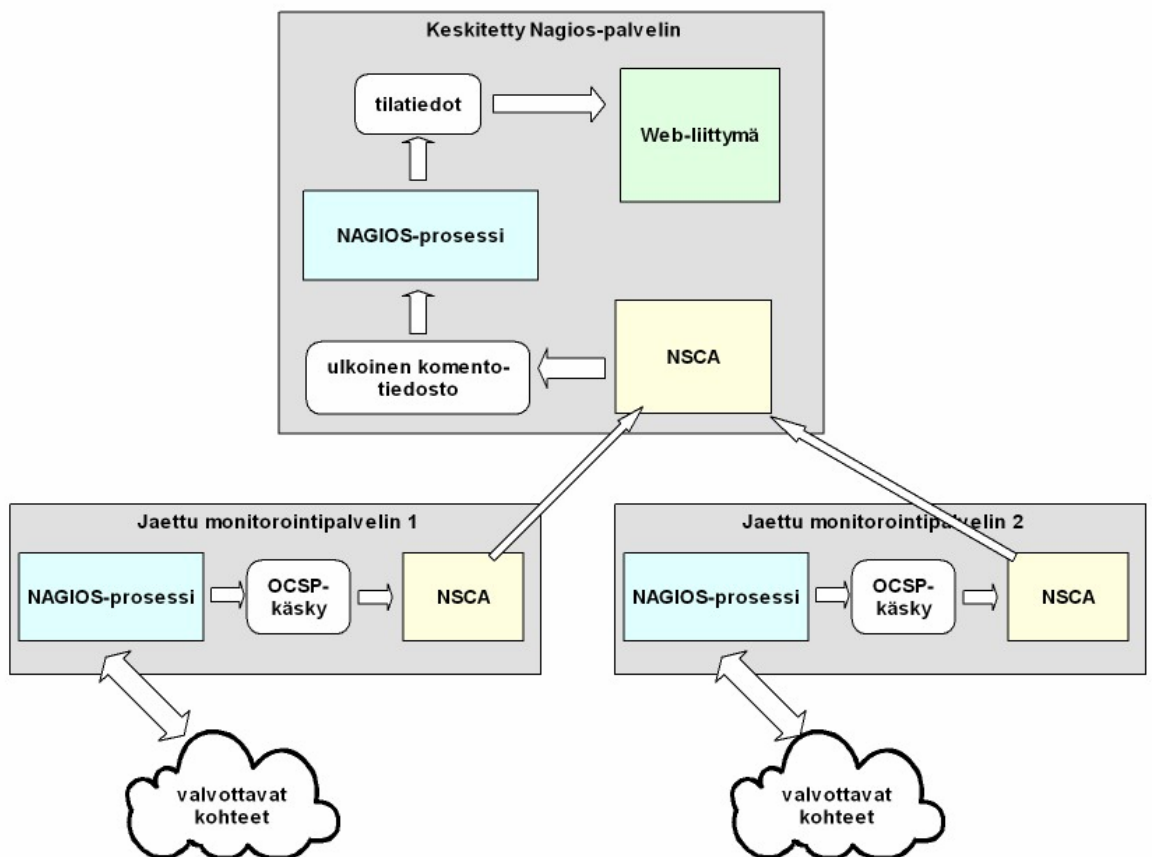 Keskitetty Nagios-palvelin
tilatiedot
Web-liittymä
NAGIOS-prosessi
NSCA
ulkoinen komento-
tiedosto
Jaettu monitorointipalvelin 1
NAGIOS-prosessi
OCSP-
käsky
NSCA
valvottavat
kohteet
Jaettu monitorointipalvelin 2
NAGIOS-prosessi
OCSP-
käsky
NSCA
valvottavat
kohteet